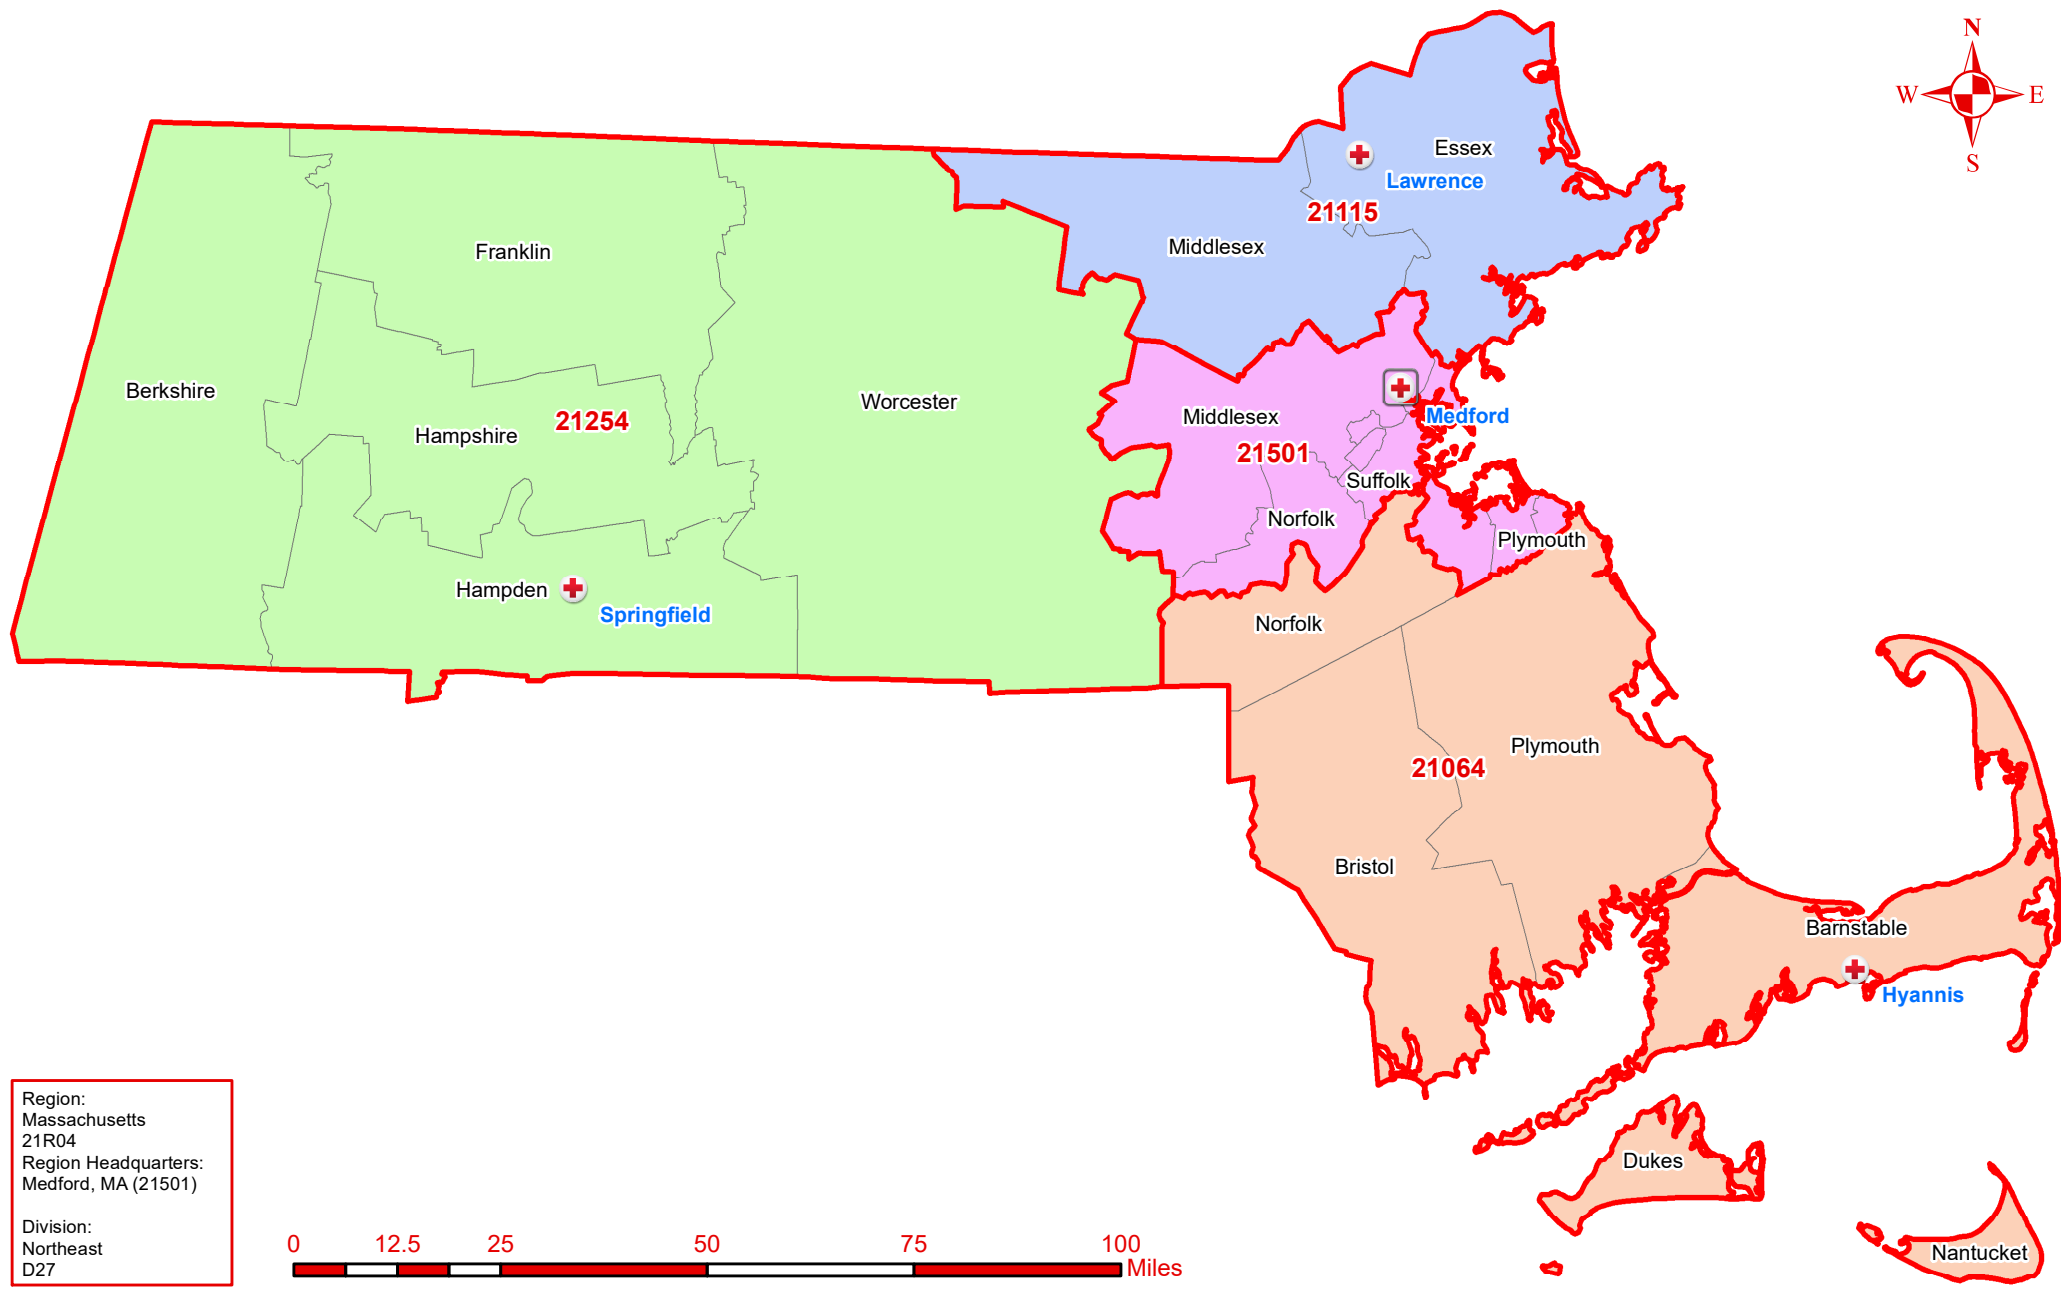 N
W
E
S
Essex
Lawrence
21115
Middlesex
Franklin
Berkshire
Worcester
Hampshire
21254
Middlesex
Medford
21501
Suffolk
Norfolk
Plymouth
Hampden
Springfield
Norfolk
Plymouth
21064
Bristol
Barnstable
Hyannis
Dukes
Nantucket
Region:
Massachusetts
21R04
Region Headquarters:
Medford, MA (21501)
Division:
Northeast
D27
0 12.5 25 50 75 100
Miles